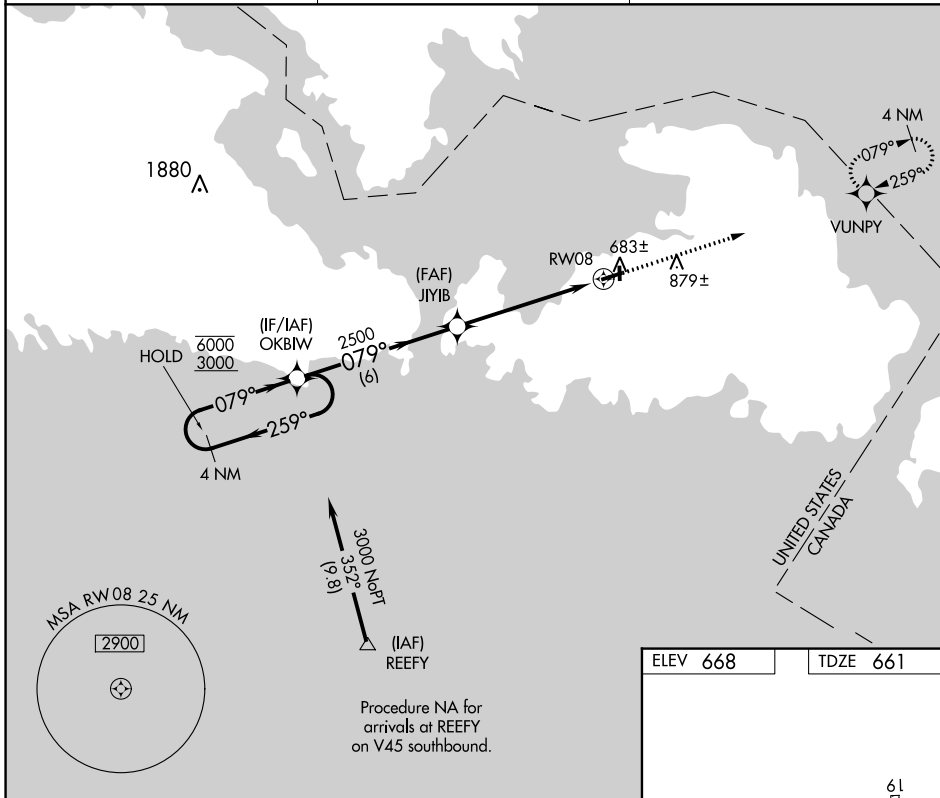 4 NM
079°
259°
VUNPY
1880
RW08
683±
879±
(FAF)
JIYIB
(IF/IAF)
OKBIW
HOLD
6000
3000
2500
079°
(6)
079°
259°
4 NM
UNITED STATES
CANADA
3000 NoPT
352°
(9.8)
MSA RW08 25 NM
2900
(IAF)
REEFY
Procedure NA for
arrivals at REEFY
on V45 southbound.
ELEV 668
TDZE 661
61